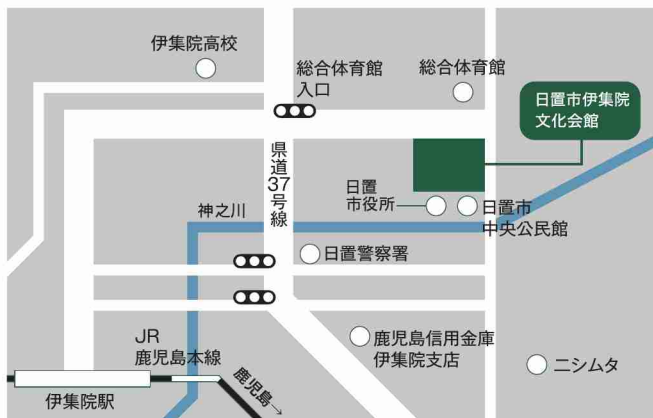 伊集院高校
総合体育館
入口
総合体育館
日置市伊集院
文化会館
県道37号線
日置
市役所
日置市
中央公民館
神之川
日置警察署
JR
鹿児島本線
鹿児島信用金庫
伊集院支店
ニシムタ
伊集院駅
鹿児島→